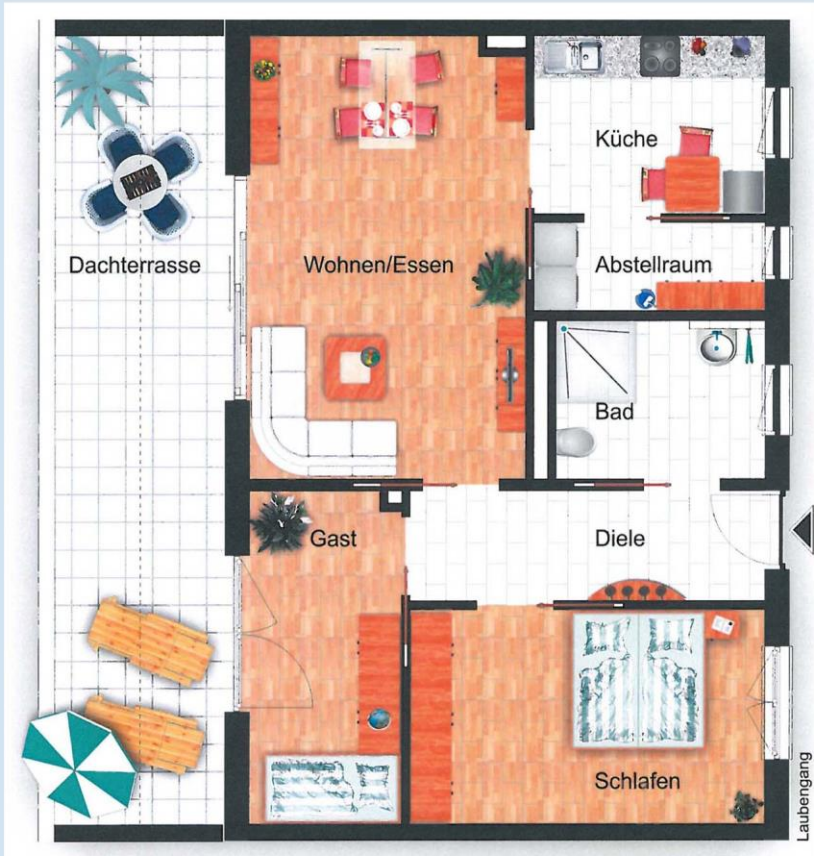 Küche
Dachterrasse
Wohnen/Essen
Abstellraum
Bad
Gast
Diele
Schlafen
Laubengang